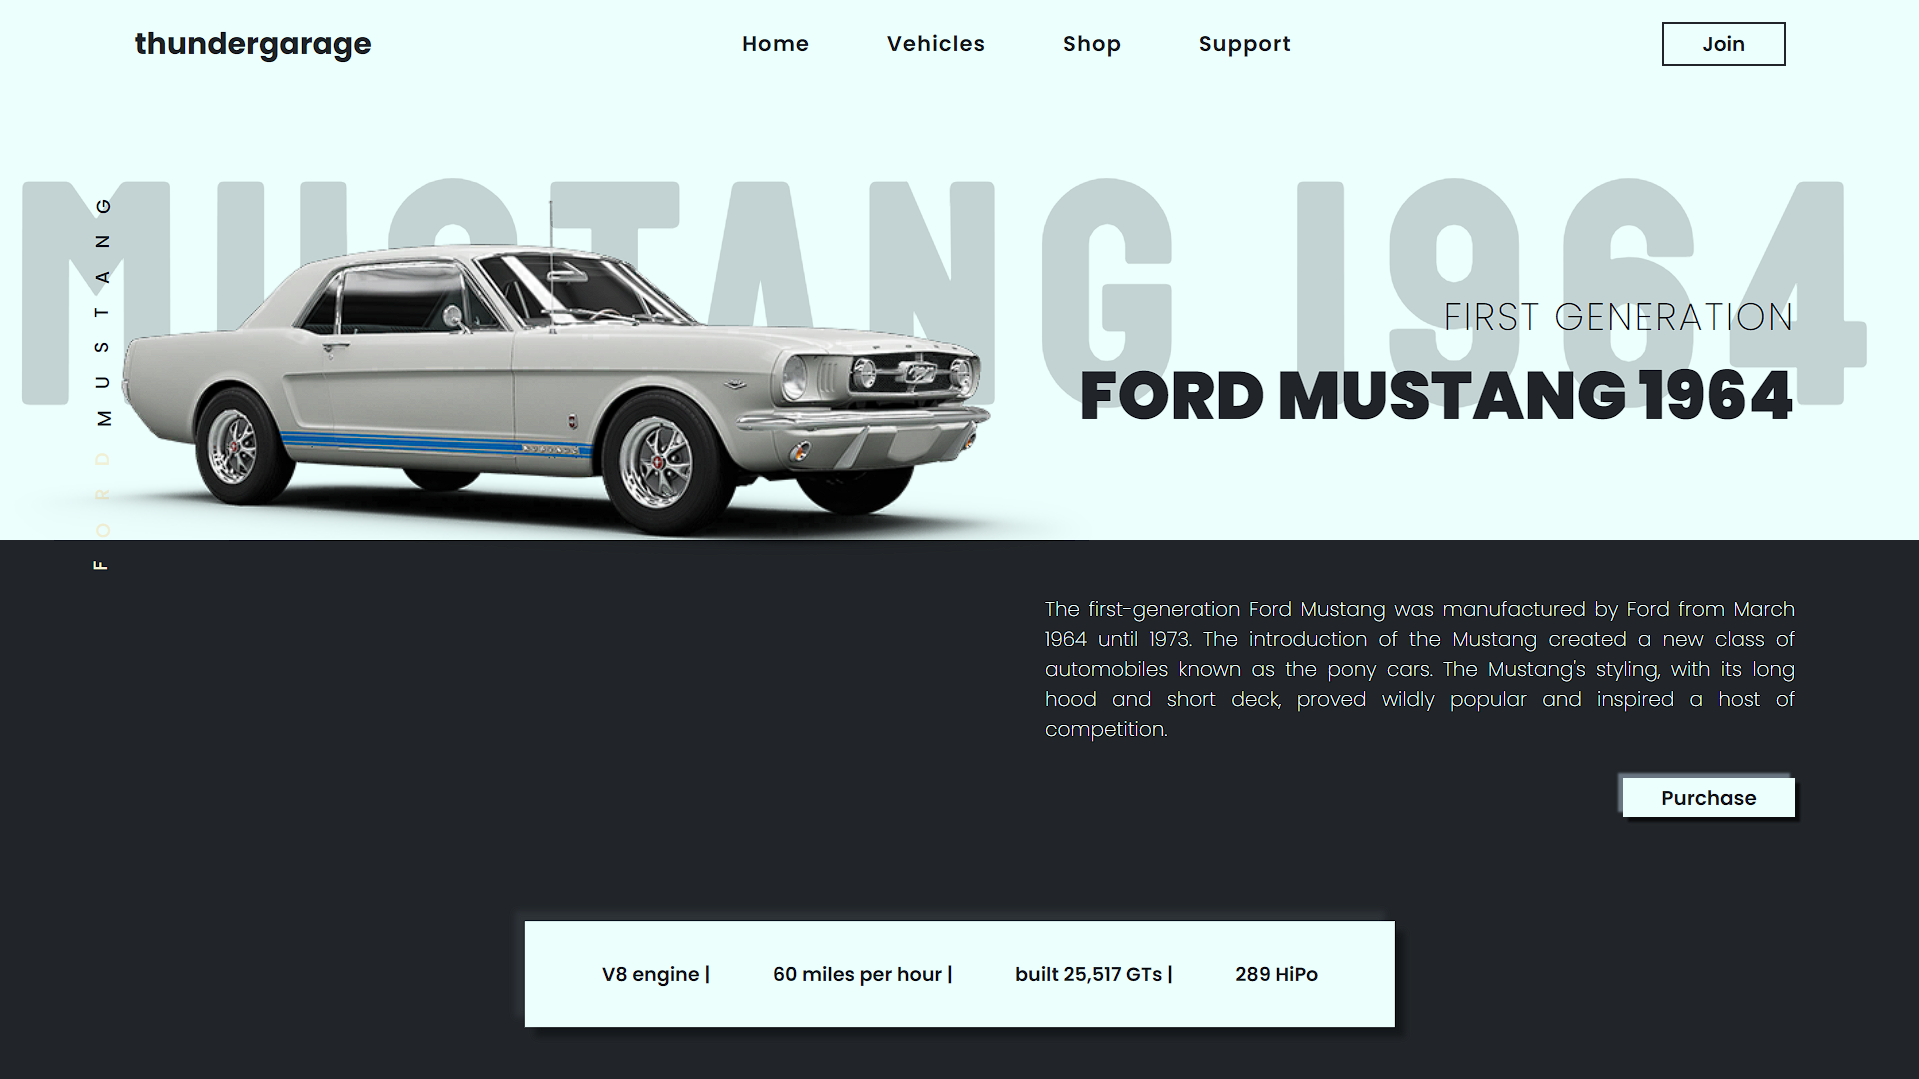 thundergarage
Home
Vehicles
Shop
Support
Join
MUSTANG 1964
FORD MUSTANG
FIRST GENERATION
FORD MUSTANG 1964
The first-generation Ford Mustang was manufactured by Ford from March
1964 until 1973. The introduction of the Mustang created a new class of
automobiles known as the pony cars. The Mustang's styling, with its long
hood and short deck, proved wildly popular and inspired a host of
competition.
Purchase
V8 engine |
60 miles per hour |
built 25,517 GTs |
289 HiPo